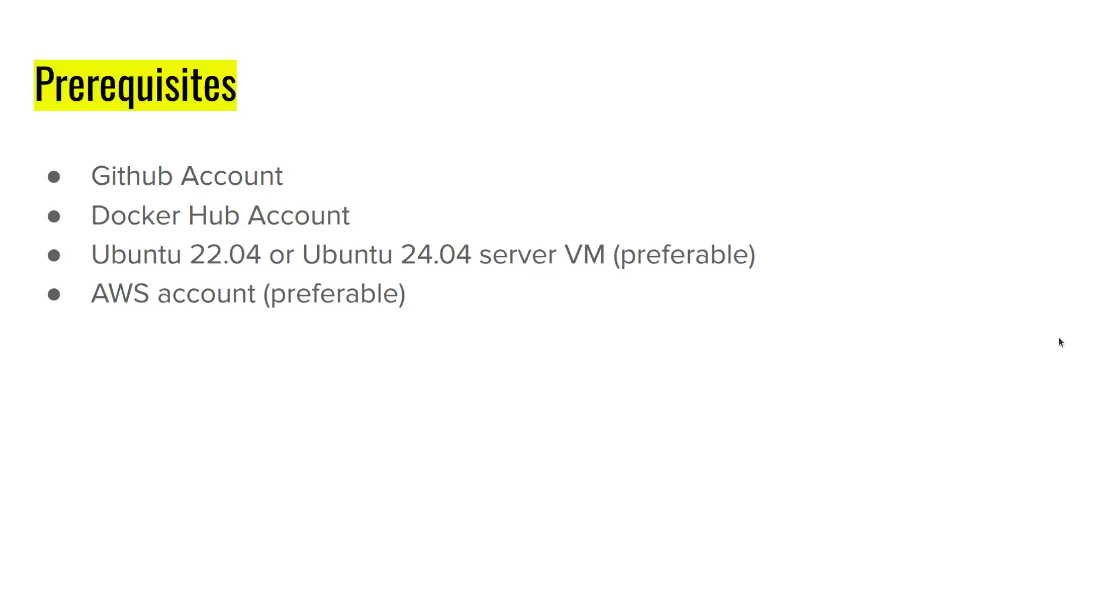 Prerequisites
● Github Account
● Docker Hub Account
● Ubuntu 22.04 or Ubuntu 24.04 server VM (preferable)
● AWS account (preferable)